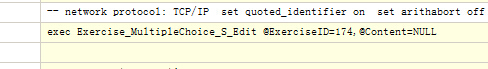 -- network protocol: TCP/IP  set quoted_identifier on  set arithabort off
exec Exercise_MultipleChoice_S_Edit @ExerciseID=174,@Content=NULL